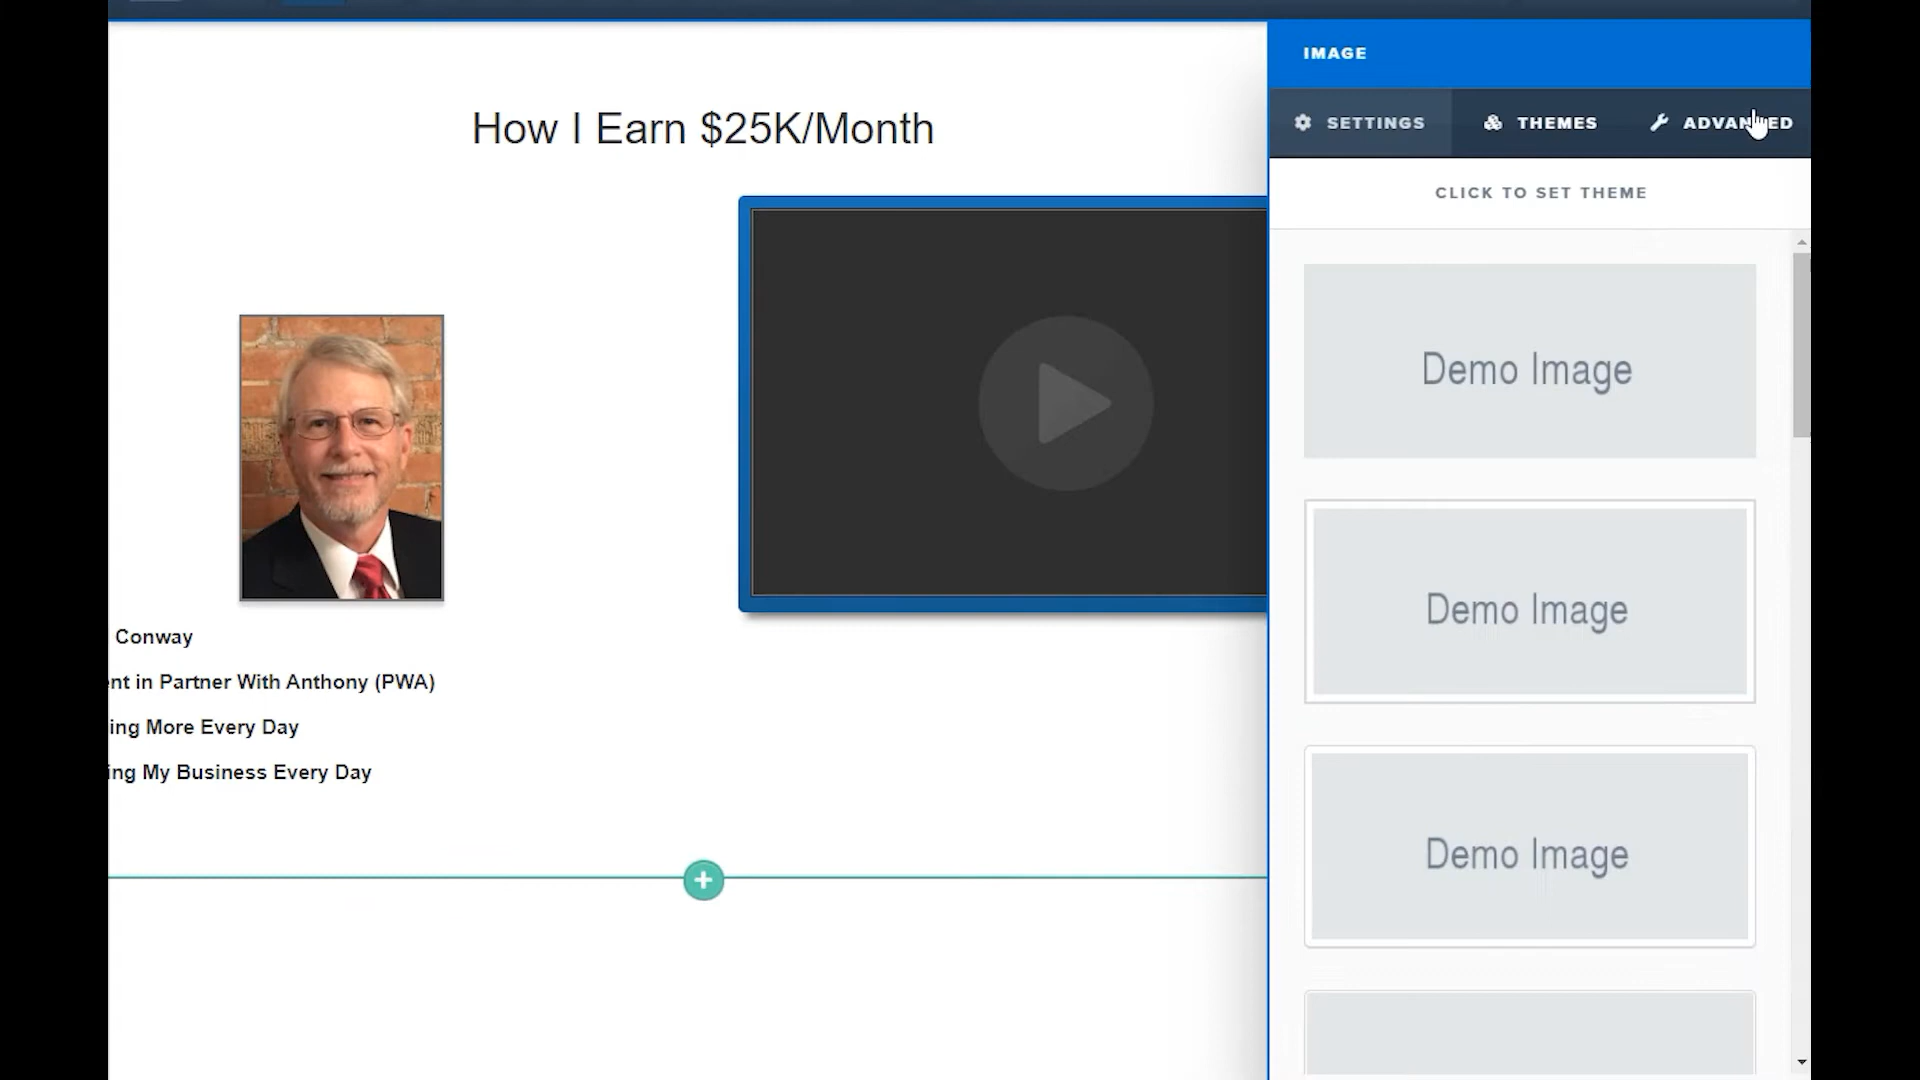 IMAGE
SETTINGS THEMES ADVANCED
CLICK TO SET THEME
How I Earn $25K/Month
Conway
nt in Partner With Anthony (PWA)
ing More Every Day
ing My Business Every Day
Demo Image
Demo Image
Demo Image